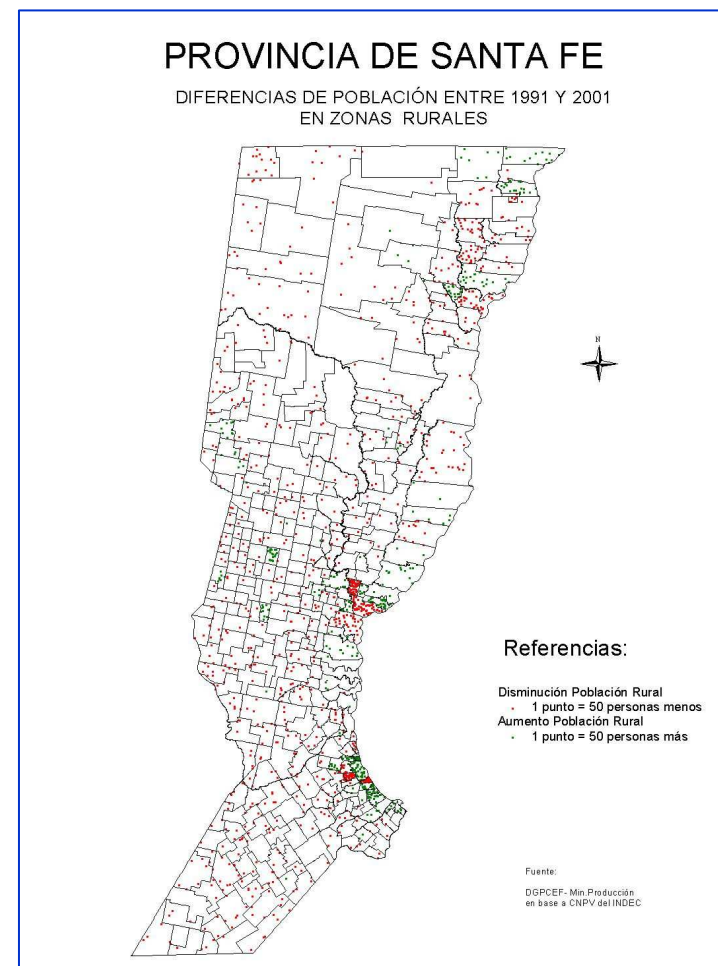 PROVINCIA DE SANTA FE
DIFERENCIAS DE POBLACIÓN ENTRE 1991 Y 2001
EN ZONAS RURALES
N
Referencias:
Disminución Población Rural
1 punto = 50 personas menos
Aumento Población Rural
1 punto = 50 personas más
Fuente:
DGPCEF- Min.Producción
en base a CNPV del INDEC